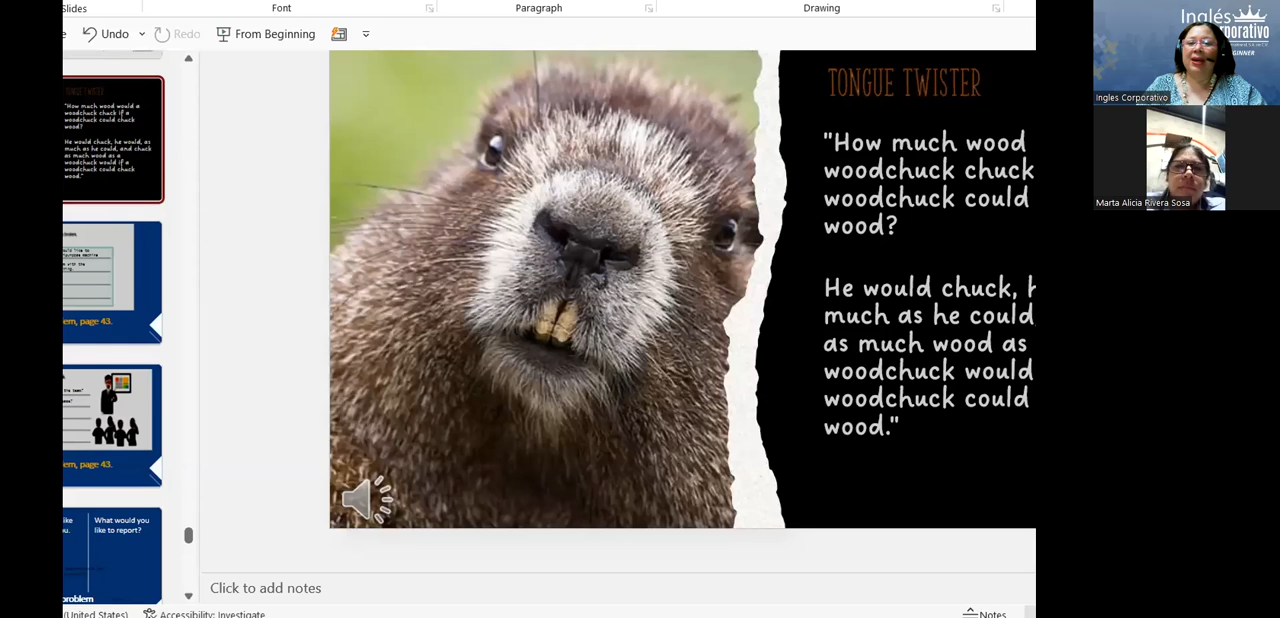 Slides
Font
Paragraph
Drawing
Undo
Redo
From Beginning
TONGUE TWISTER
"How much wood would a
woodchuck chuck if a
woodchuck could chuck
wood?
He would chuck, he would, as
much as he could, and chuck
as much wood as a
woodchuck would if a
woodchuck could chuck
wood."
em, page 43.
em, page 43.
What would you
like to report?
problem
TONGUE TWISTER
"How much wood
woodchuck chuck
woodchuck could
wood?
He would chuck, h
much as he could,
as much wood as
woodchuck would
woodchuck could
wood."
Click to add notes
(United States)
Accessibility: Investigate
Notes
Inglés
Corporativo
Ingles Corporativo
Marta Alicia Rivera Sosa